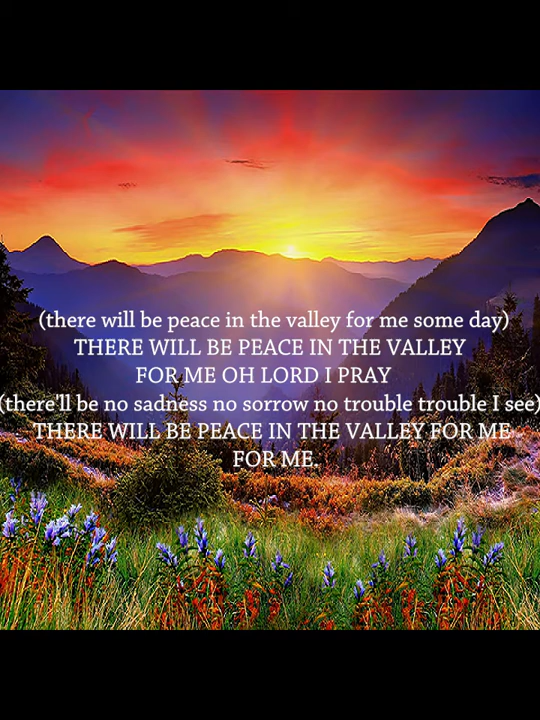 (there will be peace in the valley for me some day)
THERE WILL BE PEACE IN THE VALLEY
FOR ME OH LORD I PRAY
(there'll be no sadness no sorrow no trouble trouble I see)
THERE WILL BE PEACE IN THE VALLEY FOR ME
FOR ME.